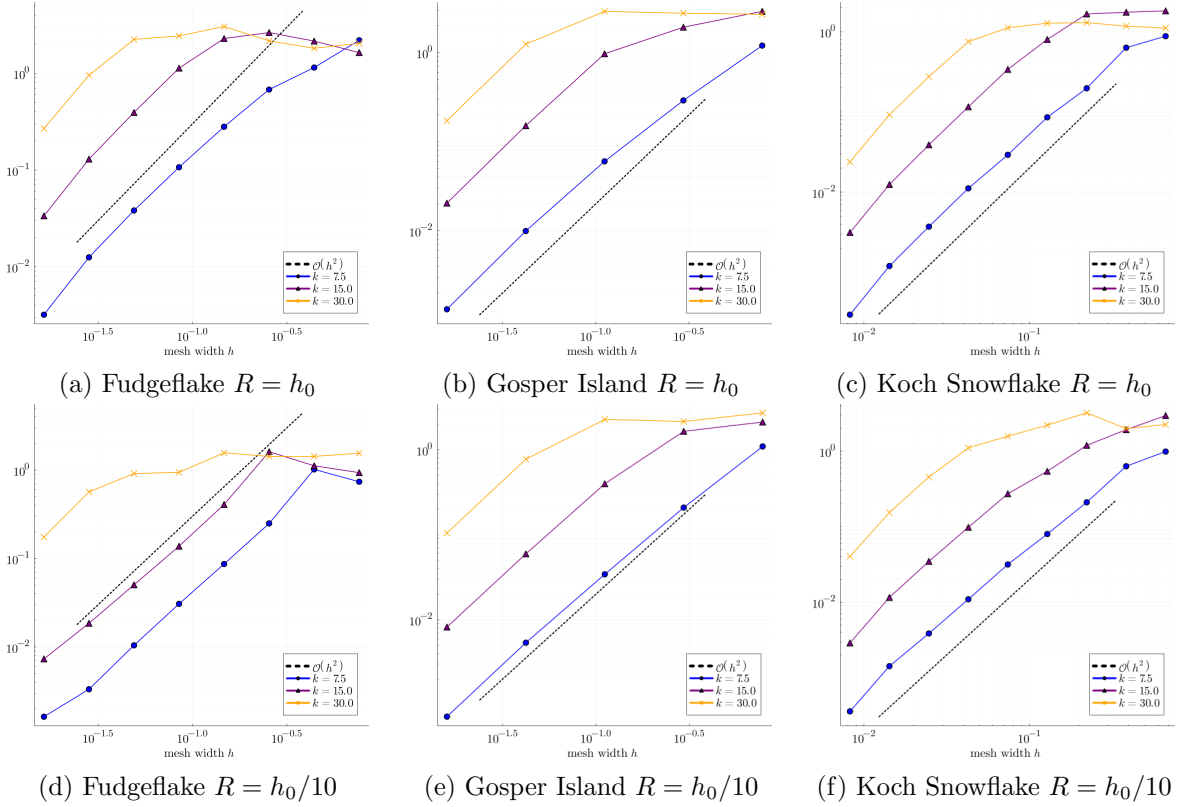 10^0
10^{-1}
10^{-2}
10^{-1.5}
10^{-1.0}
10^{-0.5}
mesh width h
O(h^2)
k = 7.5
k = 15.0
k = 30.0
(a) Fudgeflake R = h_0
10^0
10^{-2}
10^{-1.5}
10^{-1.0}
10^{-0.5}
mesh width h
O(h^2)
k = 7.5
k = 15.0
k = 30.0
(b) Gosper Island R = h_0
10^0
10^{-2}
10^{-2}
10^{-1}
mesh width h
O(h^2)
k = 7.5
k = 15.0
k = 30.0
(c) Koch Snowflake R = h_0
10^0
10^{-1}
10^{-2}
10^{-1.5}
10^{-1.0}
10^{-0.5}
mesh width h
O(h^2)
k = 7.5
k = 15.0
k = 30.0
(d) Fudgeflake R = h_0/10
10^0
10^{-2}
10^{-1.5}
10^{-1.0}
10^{-0.5}
mesh width h
O(h^2)
k = 7.5
k = 15.0
k = 30.0
(e) Gosper Island R = h_0/10
10^0
10^{-2}
10^{-2}
10^{-1}
mesh width h
O(h^2)
k = 7.5
k = 15.0
k = 30.0
(f) Koch Snowflake R = h_0/10